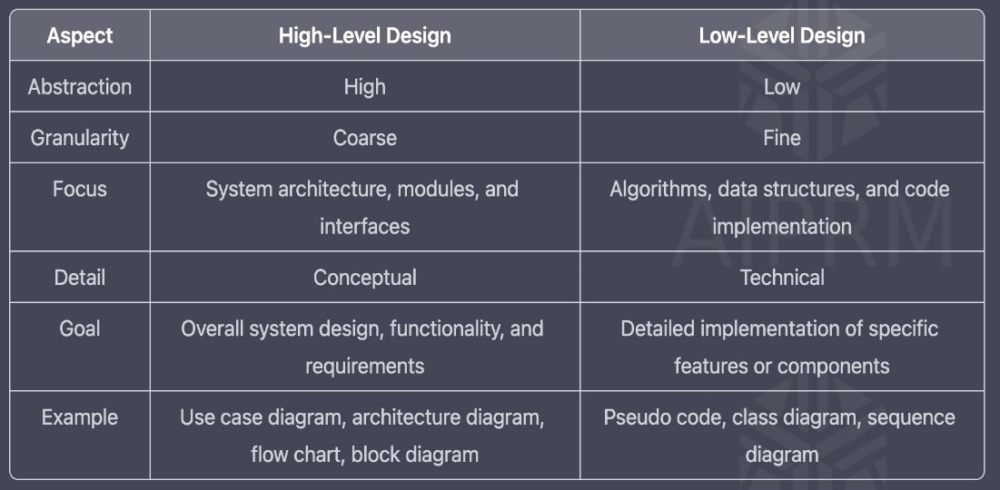 Aspect High-Level Design Low-Level Design
Abstraction High Low
Granularity Coarse Fine
Focus System architecture, modules, and Algorithms, data structures, and code
interfaces implementation
Detail Conceptual Technical
Goal Overall system design, functionality, and Detailed implementation of specific
requirements features or components
Example Use case diagram, architecture diagram, Pseudo code, class diagram, sequence
flow chart, block diagram diagram
AIPRM